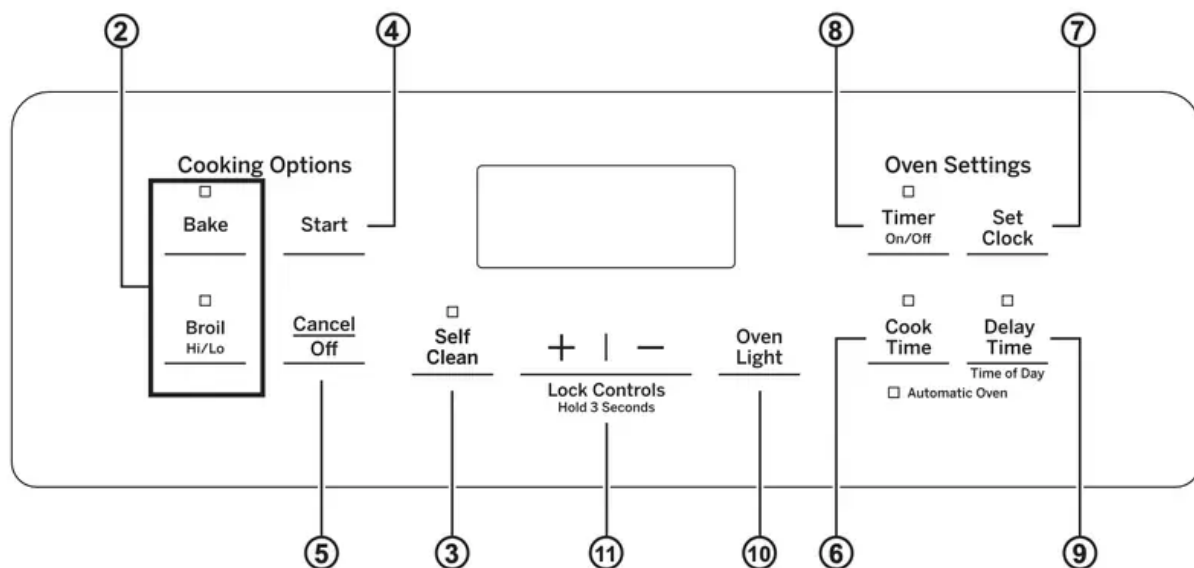 ② ④ ⑧ ⑦
Cooking Options
Oven Settings
Bake
Start
Timer
On/Off
Set
Clock
Broil
Hi/Lo
Cancel
Off
Self
Clean
+ | −
Lock Controls
Hold 3 Seconds
Oven
Light
Cook
Time
Delay
Time
Time of Day
Automatic Oven
⑤ ③ ⑪ ⑩ ⑥ ⑨